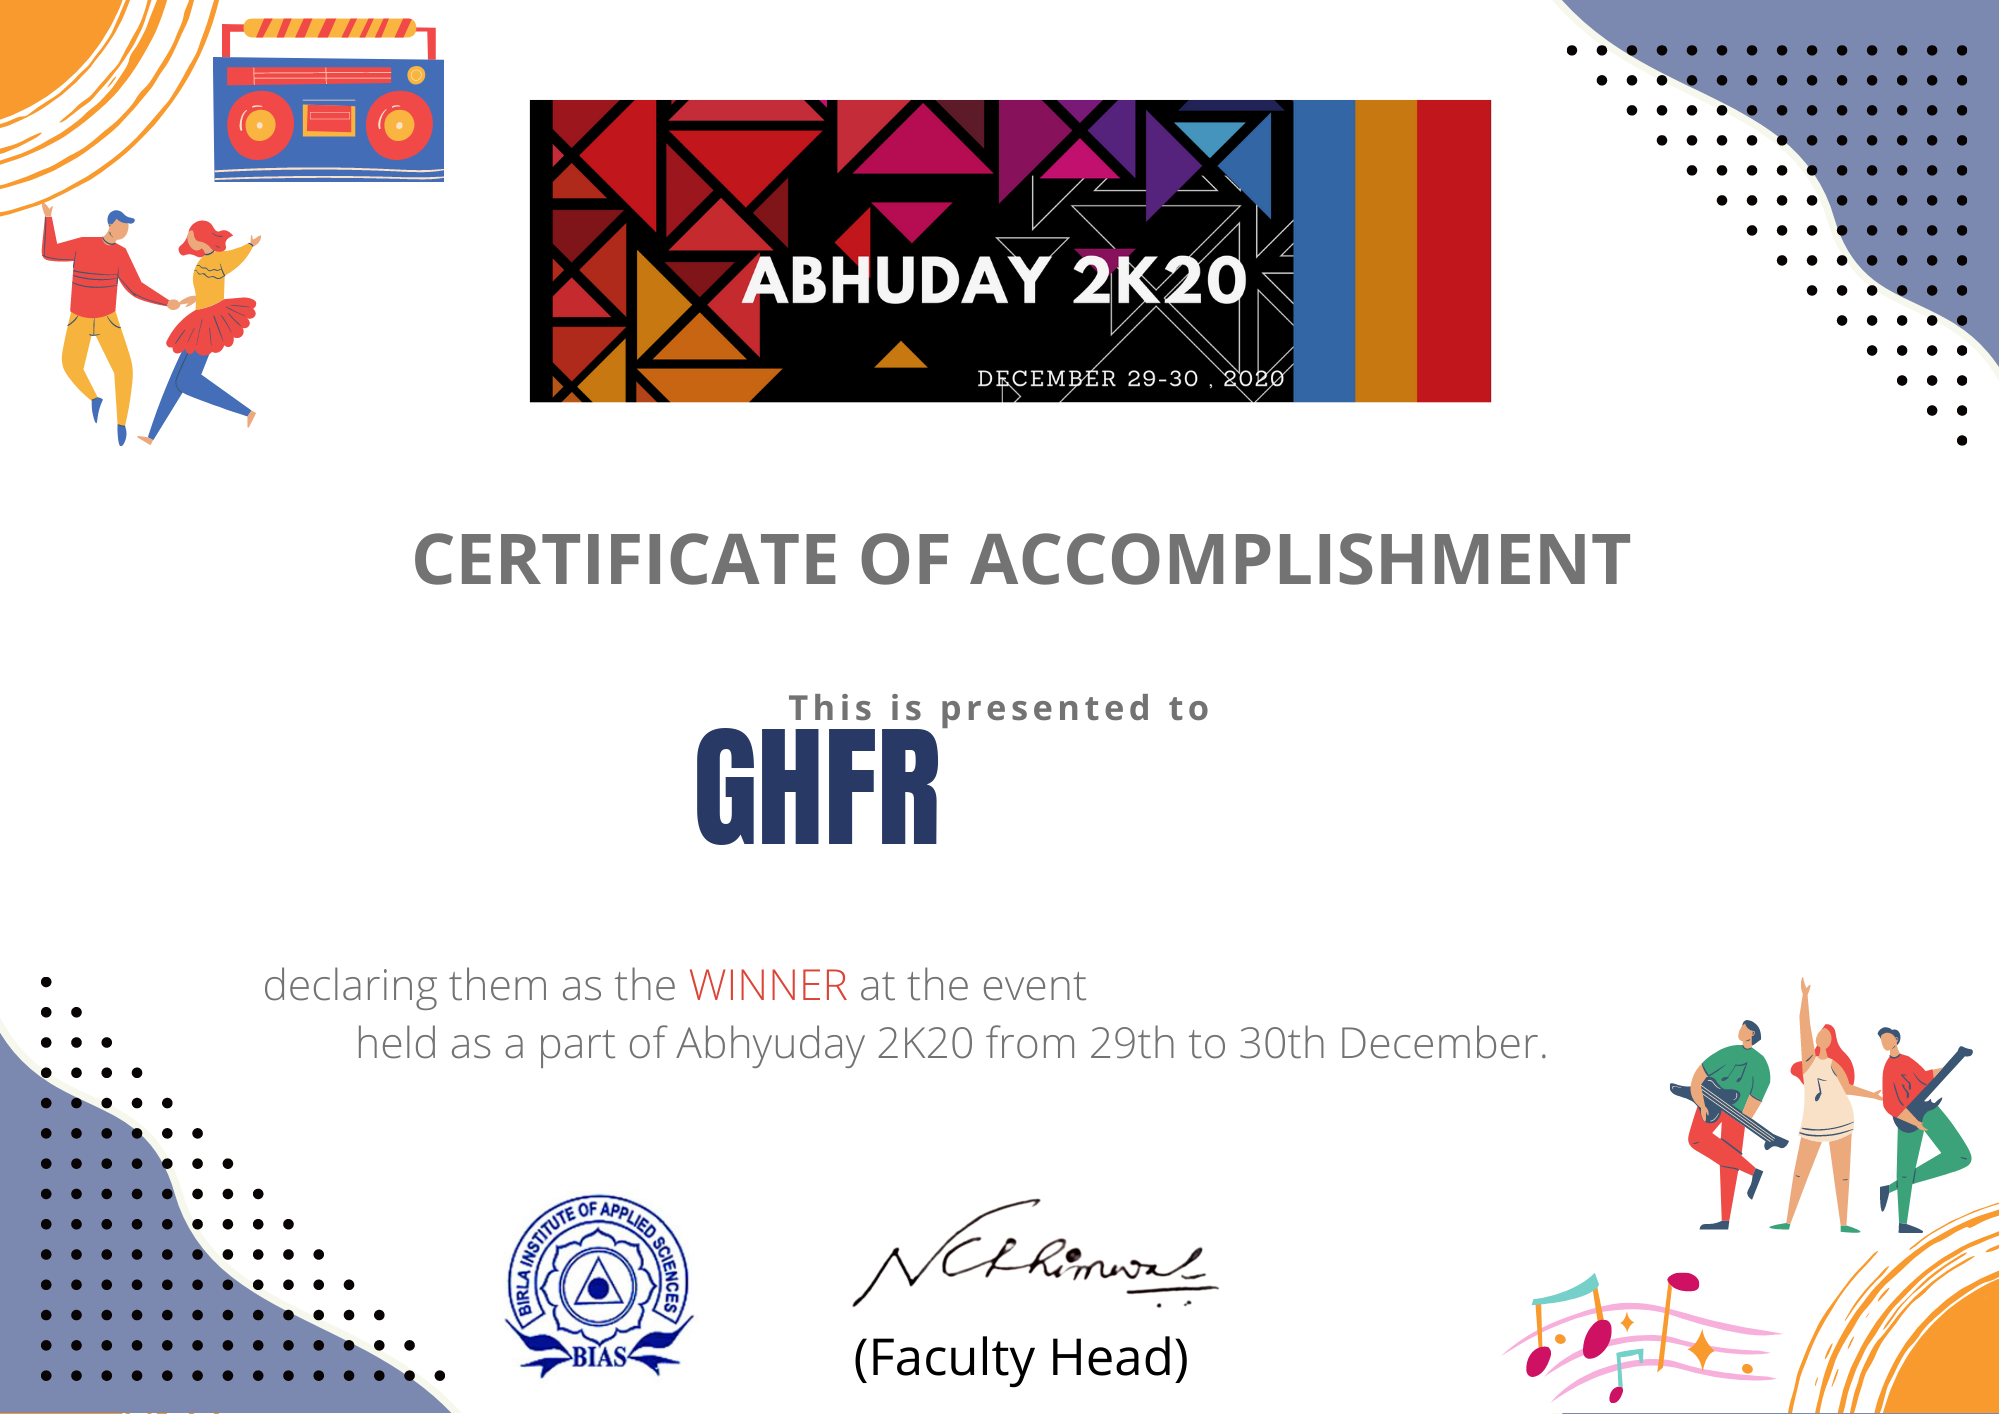 ABHUDAY 2K20
DECEMBER 29-30 , 2020
CERTIFICATE OF ACCOMPLISHMENT
This is presented to
GHFR
declaring them as the WINNER at the event
held as a part of Abhyuday 2K20 from 29th to 30th December.
BIRLA INSTITUTE OF APPLIED SCIENCES
BIAS
(Faculty Head)